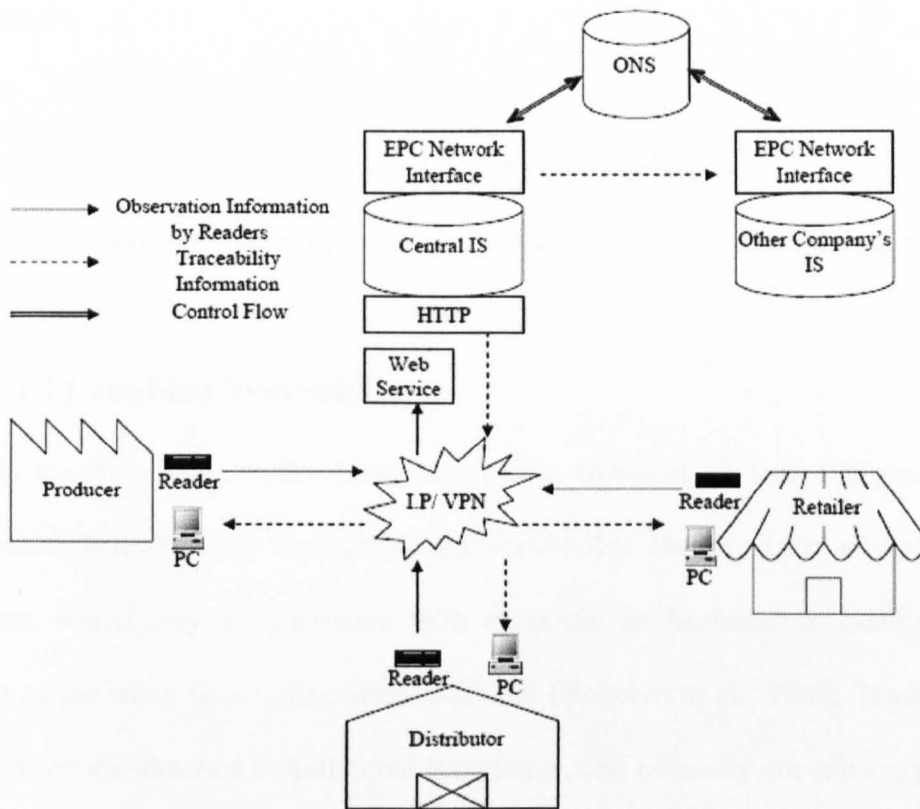 ONS
EPC Network
Interface
EPC Network
Interface
Observation Information
by Readers
Traceability
Information
Control Flow
Central IS
Other Company's
IS
HTTP
Web
Service
Producer
Reader
PC
I.P/ VPN
Reader
Retailer
PC
Reader
PC
Distributor